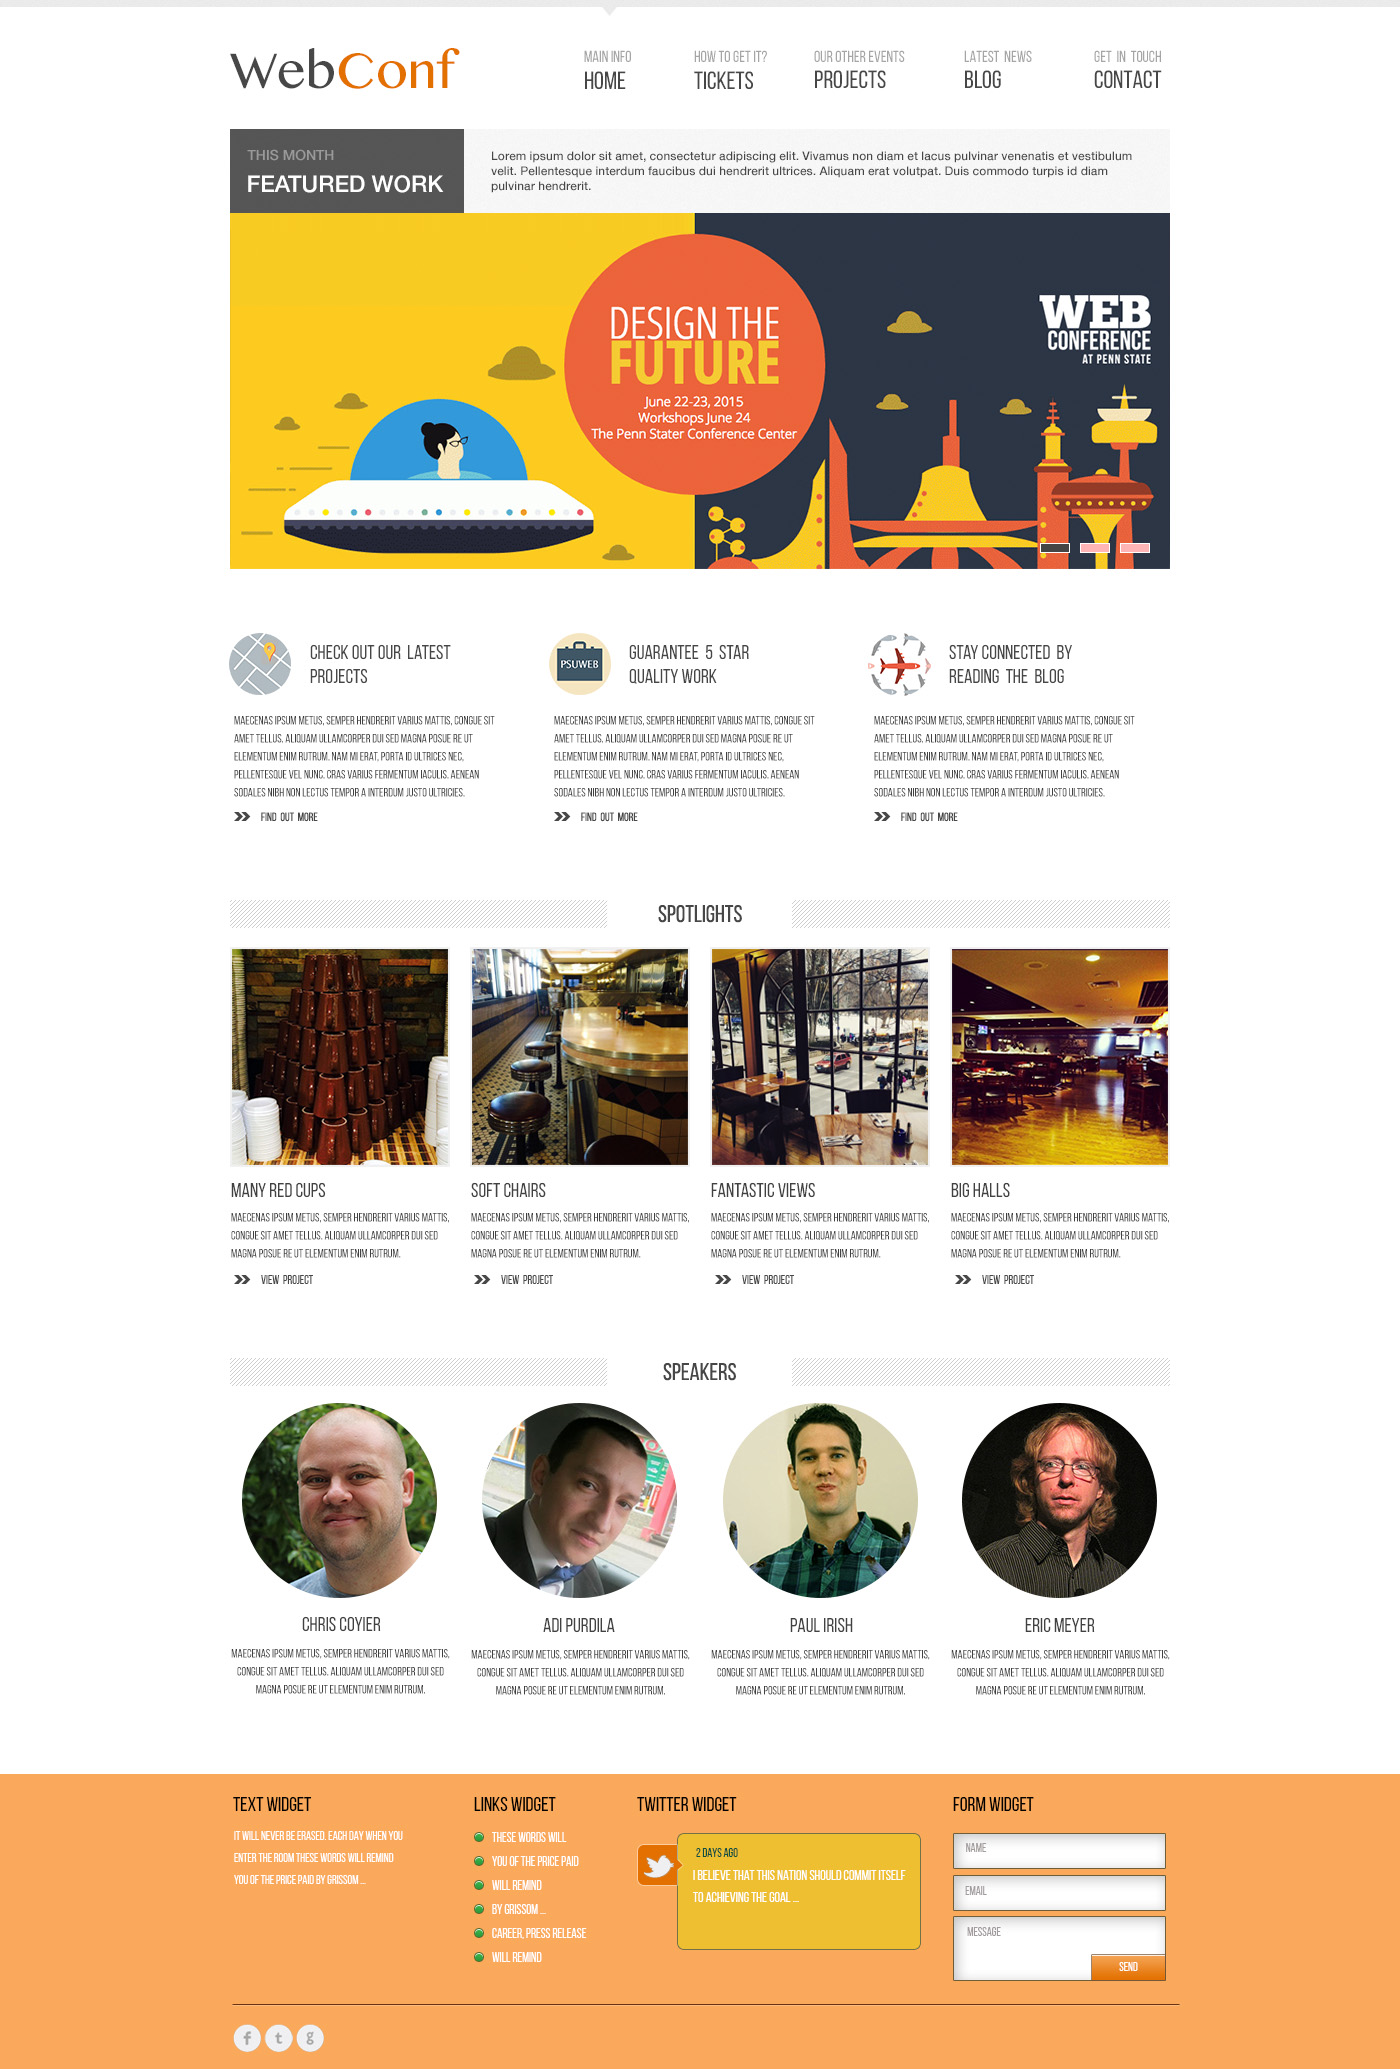 WebConf
MAIN INFO
HOME
HOW TO GET IT?
TICKETS
OUR OTHER EVENTS
PROJECTS
LATEST NEWS
BLOG
GET IN TOUCH
CONTACT
THIS MONTH
FEATURED WORK
Lorem ipsum dolor sit amet, consectetur adipiscing elit. Vivamus non diam et lacus pulvinar venenatis et vestibulum
velit. Pellentesque interdum faucibus dui hendrerit ultrices. Aliquam erat volutpat. Duis commodo turpis id diam
pulvinar hendrerit.
DESIGN THE
FUTURE
June 22-23, 2015
Workshops June 24
The Penn Stater Conference Center
WEB
CONFERENCE
AT PENN STATE
CHECK OUT OUR LATEST
PROJECTS
MAECENAS IPSUM METUS, SEMPER HENDRERIT VARIUS MATTIS, CONGUE SIT
AMET TELLUS. ALIQUAM ULLAMCORPER DUI SED MAGNA POSUE RE UT
ELEMENTUM ENIM RUTRUM. NAM MI ERAT, PORTA ID ULTRICES NEC,
PELLENTESQUE VEL NUNC. CRAS VARIUS FERMENTUM IACULIS. AENEAN
SODALES NIBH NON LECTUS TEMPOR A INTERDUM JUSTO ULTRICIES.
FIND OUT MORE
PSUWEB
GUARANTEE 5 STAR
QUALITY WORK
MAECENAS IPSUM METUS, SEMPER HENDRERIT VARIUS MATTIS, CONGUE SIT
AMET TELLUS. ALIQUAM ULLAMCORPER DUI SED MAGNA POSUE RE UT
ELEMENTUM ENIM RUTRUM. NAM MI ERAT, PORTA ID ULTRICES NEC,
PELLENTESQUE VEL NUNC. CRAS VARIUS FERMENTUM IACULIS. AENEAN
SODALES NIBH NON LECTUS TEMPOR A INTERDUM JUSTO ULTRICIES.
FIND OUT MORE
STAY CONNECTED BY
READING THE BLOG
MAECENAS IPSUM METUS, SEMPER HENDRERIT VARIUS MATTIS, CONGUE SIT
AMET TELLUS. ALIQUAM ULLAMCORPER DUI SED MAGNA POSUE RE UT
ELEMENTUM ENIM RUTRUM. NAM MI ERAT, PORTA ID ULTRICES NEC,
PELLENTESQUE VEL NUNC. CRAS VARIUS FERMENTUM IACULIS. AENEAN
SODALES NIBH NON LECTUS TEMPOR A INTERDUM JUSTO ULTRICIES.
FIND OUT MORE
SPOTLIGHTS
MANY RED CUPS
MAECENAS IPSUM METUS, SEMPER HENDRERIT VARIUS MATTIS,
CONGUE SIT AMET TELLUS. ALIQUAM ULLAMCORPER DUI SED
MAGNA POSUE RE UT ELEMENTUM ENIM RUTRUM.
VIEW PROJECT
SOFT CHAIRS
MAECENAS IPSUM METUS, SEMPER HENDRERIT VARIUS MATTIS,
CONGUE SIT AMET TELLUS. ALIQUAM ULLAMCORPER DUI SED
MAGNA POSUE RE UT ELEMENTUM ENIM RUTRUM.
VIEW PROJECT
FANTASTIC VIEWS
MAECENAS IPSUM METUS, SEMPER HENDRERIT VARIUS MATTIS,
CONGUE SIT AMET TELLUS. ALIQUAM ULLAMCORPER DUI SED
MAGNA POSUE RE UT ELEMENTUM ENIM RUTRUM.
VIEW PROJECT
BIG HALLS
MAECENAS IPSUM METUS, SEMPER HENDRERIT VARIUS MATTIS,
CONGUE SIT AMET TELLUS. ALIQUAM ULLAMCORPER DUI SED
MAGNA POSUE RE UT ELEMENTUM ENIM RUTRUM.
VIEW PROJECT
SPEAKERS
CHRIS COYIER
MAECENAS IPSUM METUS, SEMPER HENDRERIT VARIUS MATTIS,
CONGUE SIT AMET TELLUS. ALIQUAM ULLAMCORPER DUI SED
MAGNA POSUE RE UT ELEMENTUM ENIM RUTRUM.
ADI PURDILA
MAECENAS IPSUM METUS, SEMPER HENDRERIT VARIUS MATTIS,
CONGUE SIT AMET TELLUS. ALIQUAM ULLAMCORPER DUI SED
MAGNA POSUE RE UT ELEMENTUM ENIM RUTRUM.
PAUL IRISH
MAECENAS IPSUM METUS, SEMPER HENDRERIT VARIUS MATTIS,
CONGUE SIT AMET TELLUS. ALIQUAM ULLAMCORPER DUI SED
MAGNA POSUE RE UT ELEMENTUM ENIM RUTRUM.
ERIC MEYER
MAECENAS IPSUM METUS, SEMPER HENDRERIT VARIUS MATTIS,
CONGUE SIT AMET TELLUS. ALIQUAM ULLAMCORPER DUI SED
MAGNA POSUE RE UT ELEMENTUM ENIM RUTRUM.
TEXT WIDGET
IT WILL NEVER BE ERASED. EACH DAY WHEN YOU
ENTER THE ROOM THESE WORDS WILL REMIND
YOU OF THE PRICE PAID BY GRISSOM ...
LINKS WIDGET
THESE WORDS WILL
YOU OF THE PRICE PAID
WILL REMIND
BY GRISSOM ...
CAREER, PRESS RELEASE
WILL REMIND
TWITTER WIDGET
2 DAYS AGO
I BELIEVE THAT THIS NATION SHOULD COMMIT ITSELF
TO ACHIEVING THE GOAL ...
FORM WIDGET
NAME
EMAIL
MESSAGE
SEND
f t g